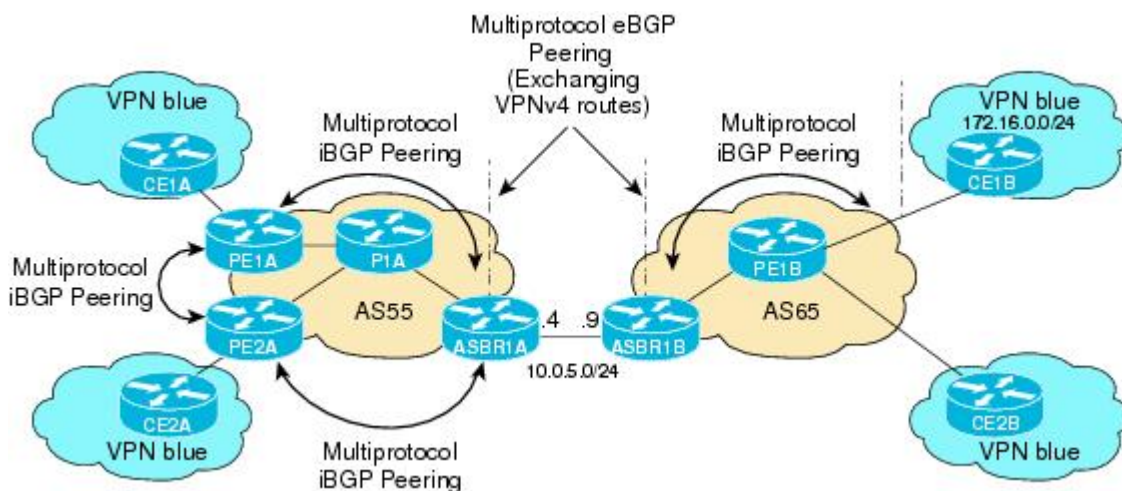 Multiprotocol eBGP
Peering
(Exchanging
VPNv4 routes)
VPN blue
Multiprotocol
iBGP Peering
Multiprotocol
iBGP Peering
VPN blue
172.16.0.0/24
CE1A
CE1B
PE1A
P1A
PE1B
Multiprotocol
iBGP Peering
AS55
AS65
PE2A
ASBR1A
.4
.9
ASBR1B
10.0.5.0/24
CE2A
VPN blue
CE2B
VPN blue
Multiprotocol
iBGP Peering